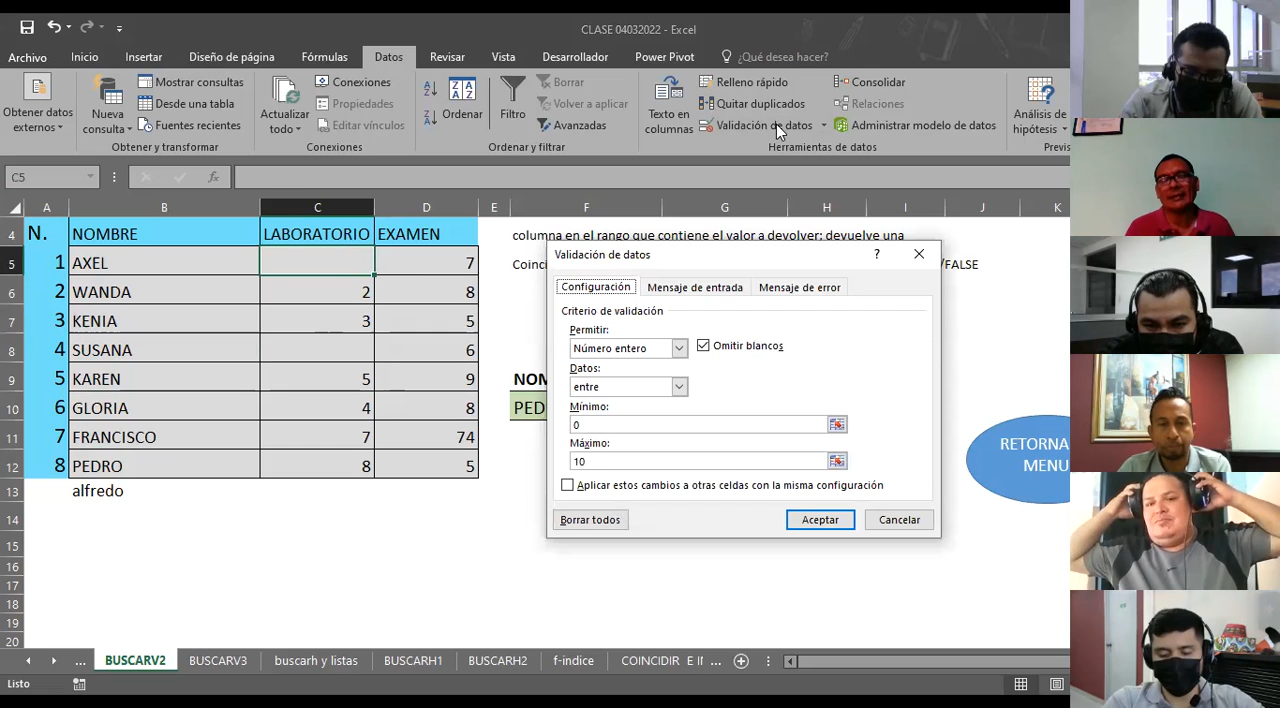 CLASE 04032022 - Excel
Archivo Inicio Insertar Diseño de página Fórmulas Datos Revisar Vista Desarrollador Power Pivot ¿Qué desea hacer?
Obtener datos externos
Nueva consulta
Mostrar consultas
Desde una tabla
Fuentes recientes
Obtener y transformar
Actualizar todo
Conexiones
Propiedades
Editar vínculos
Conexiones
Ordenar
Filtro
Borrar
Volver a aplicar
Avanzadas
Ordenar y filtrar
Texto en columnas
Relleno rápido
Quitar duplicados
Validación de datos
Consolidar
Relaciones
Administrar modelo de datos
Herramientas de datos
Análisis de hipótesis
Previs
C5 fx
A B C D E F G H I J K
4 N. NOMBRE LABORATORIO EXAMEN columna en el rango que contiene el valor a devolver; devuelve una
5 1 AXEL 7 Coinci /FALSE
6 2 WANDA 2 8
7 3 KENIA 3 5
8 4 SUSANA 6
9 5 KAREN 5 9 NOM
10 6 GLORIA 4 8 PED
11 7 FRANCISCO 7 74
12 8 PEDRO 8 5
13 alfredo
14
15
16
17
18
19
20
RETORNA
MENU
Validación de datos ?
Configuración Mensaje de entrada Mensaje de error
Criterio de validación
Permitir:
Número entero Omitir blancos
Datos:
entre
Mínimo:
0
Máximo:
10
Aplicar estos cambios a otras celdas con la misma configuración
Borrar todos Aceptar Cancelar
... BUSCARV2 BUSCARV3 buscarh y listas BUSCARH1 BUSCARH2 f-indice COINCIDIR E II ...
Listo